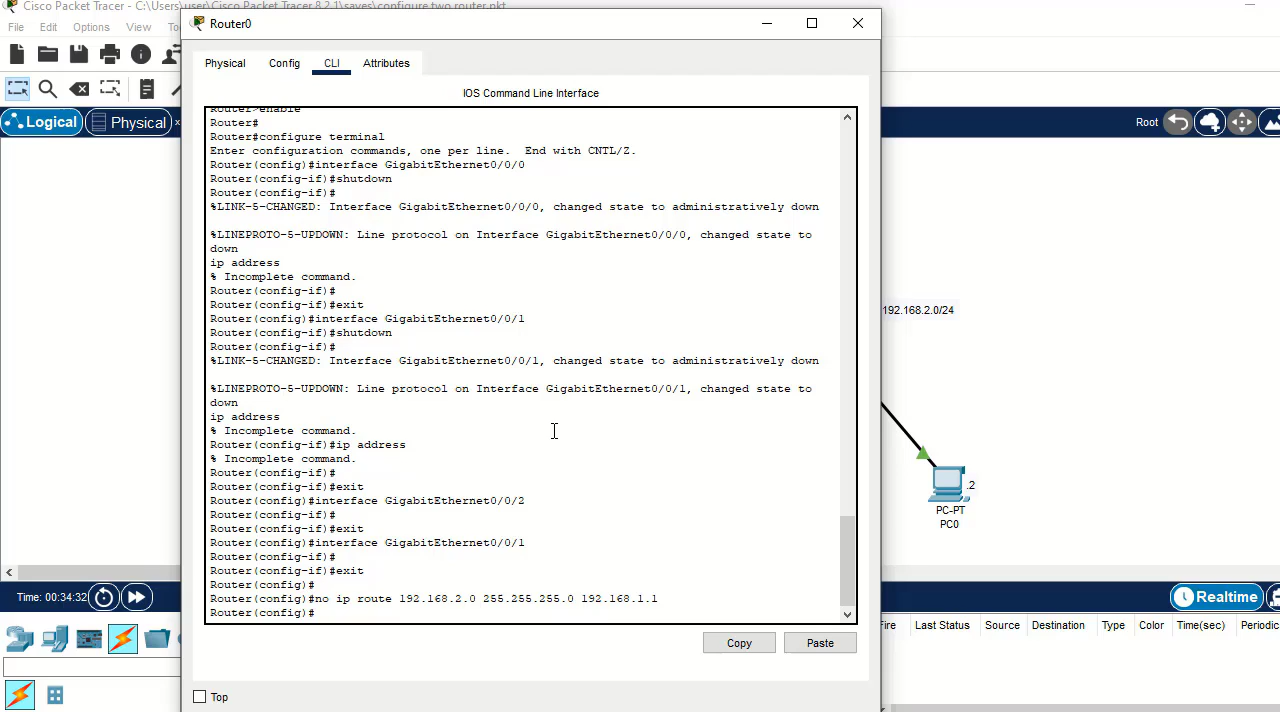 Cisco Packet Tracer - C:\Users\user\Cisco Packet Tracer 8.2.1\saves\configure two router.pkt
Router0
File Edit Options View To
Physical Config CLI Attributes
IOS Command Line Interface
Logical Physical
Root
Router>enable
Router#
Router#configure terminal
Enter configuration commands, one per line. End with CNTL/Z.
Router(config)#interface GigabitEthernet0/0/0
Router(config-if)#shutdown
Router(config-if)#
%LINK-5-CHANGED: Interface GigabitEthernet0/0/0, changed state to administratively down
%LINEPROTO-5-UPDOWN: Line protocol on Interface GigabitEthernet0/0/0, changed state to
down
ip address
% Incomplete command.
Router(config-if)#
Router(config-if)#exit
Router(config)#interface GigabitEthernet0/0/1
Router(config-if)#shutdown
Router(config-if)#
%LINK-5-CHANGED: Interface GigabitEthernet0/0/1, changed state to administratively down
%LINEPROTO-5-UPDOWN: Line protocol on Interface GigabitEthernet0/0/1, changed state to
down
ip address
% Incomplete command.
Router(config-if)#ip address
% Incomplete command.
Router(config-if)#
Router(config-if)#exit
Router(config)#interface GigabitEthernet0/0/2
Router(config-if)#
Router(config-if)#exit
Router(config)#interface GigabitEthernet0/0/1
Router(config-if)#
Router(config-if)#exit
Router(config)#
Router(config)#no ip route 192.168.2.0 255.255.255.0 192.168.1.1
Router(config)#
Copy Paste
Top
192.168.2.0/24
.2
PC-PT
PC0
Time: 00:34:32
Realtime
Fire Last Status Source Destination Type Color Time(sec) Periodic